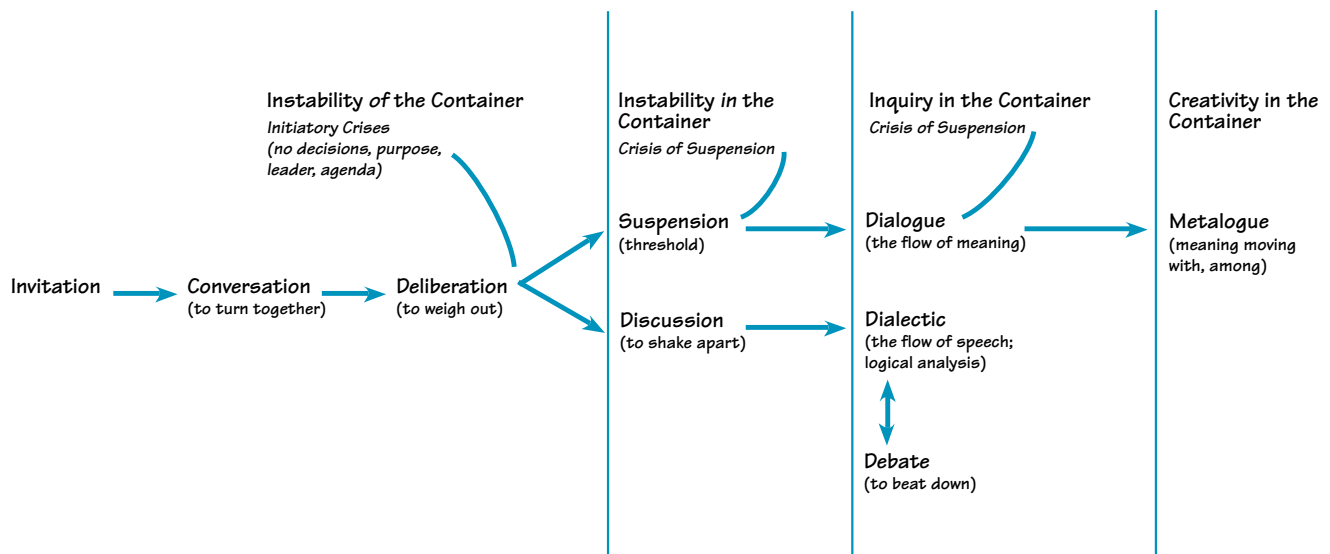 Instability of the Container
Initiatory Crises
(no decisions, purpose,
leader, agenda)
Instability in the
Container
Crisis of Suspension
Inquiry in the Container
Crisis of Suspension
Creativity in the
Container
Invitation
Conversation
(to turn together)
Deliberation
(to weigh out)
Suspension
(threshold)
Discussion
(to shake apart)
Dialogue
(the flow of meaning)
Dialectic
(the flow of speech;
logical analysis)
Debate
(to beat down)
Metalogue
(meaning moving
with, among)